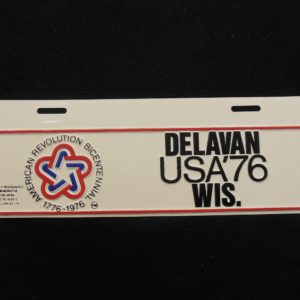 AMERICAN REVOLUTION BICENTENNIAL
1776-1976
DELAVAN
USA'76
WIS.